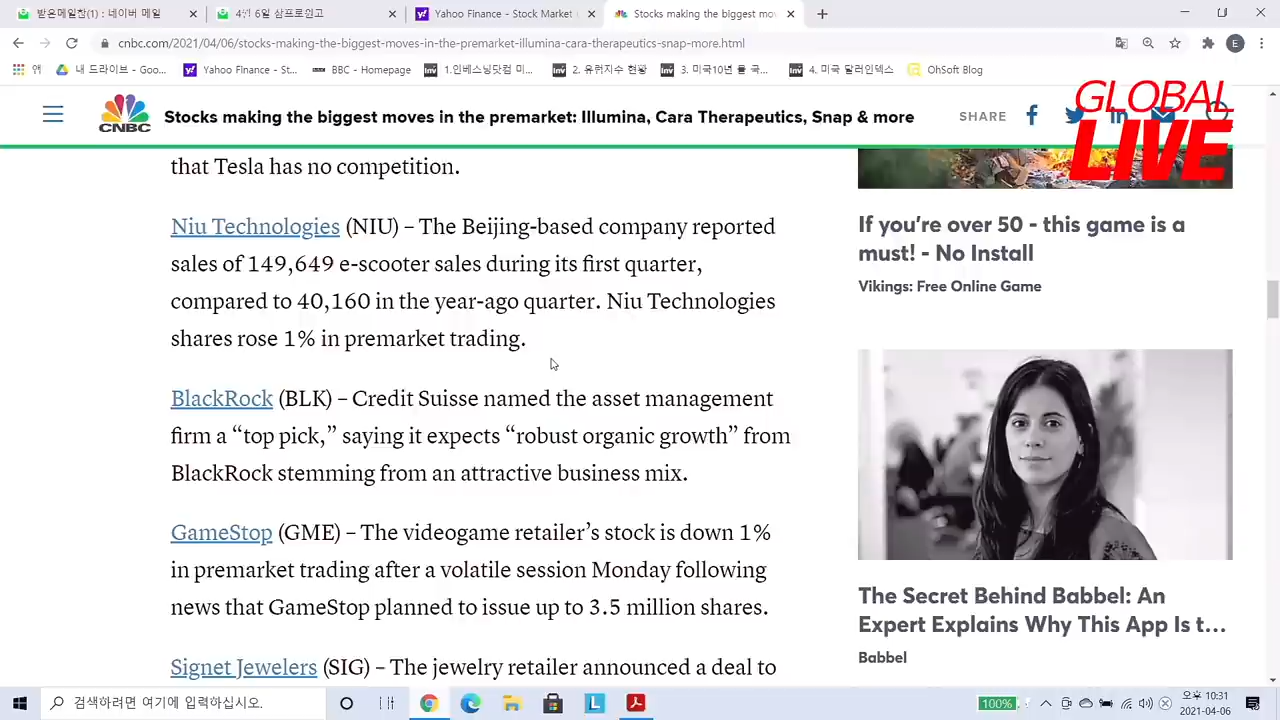 받은메일함(1) : 네이버 메일
4월 6일 삼프로인고
Yahoo Finance - Stock Market
Stocks making the biggest mov
cnbc.com/2021/04/06/stocks-making-the-biggest-moves-in-the-premarket-illumina-cara-therapeutics-snap-more.html
E
앱
내 드라이브 - Goo...
Yahoo FInance - St...
BBC - Homepage
1.인베스닝닷컴 미...
2. 유뤄지수 현황
3. 미국10년 물 국...
4. 미국 달러인덱스
OhSoft Blog
GLOBAL
LIVE
CNBC
Stocks making the biggest moves in the premarket: Illumina, Cara Therapeutics, Snap & more
SHARE
that Tesla has no competition.
Niu Technologies (NIU) – The Beijing-based company reported
sales of 149,649 e-scooter sales during its first quarter,
compared to 40,160 in the year-ago quarter. Niu Technologies
shares rose 1% in premarket trading.
BlackRock (BLK) – Credit Suisse named the asset management
firm a “top pick,” saying it expects “robust organic growth” from
BlackRock stemming from an attractive business mix.
GameStop (GME) – The videogame retailer’s stock is down 1%
in premarket trading after a volatile session Monday following
news that GameStop planned to issue up to 3.5 million shares.
Signet Jewelers (SIG) – The jewelry retailer announced a deal to
If you’re over 50 - this game is a
must! - No Install
Vikings: Free Online Game
The Secret Behind Babbel: An
Expert Explains Why This App Is t...
Babbel
검색하려면 여기에 입력하십시오.
100%
오후 10:31
2021-04-06